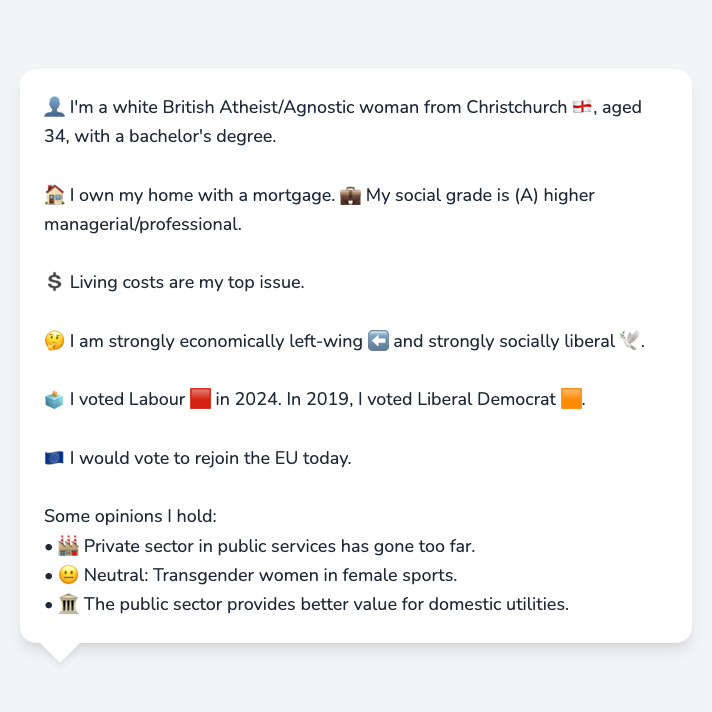 👤 I'm a white British Atheist/Agnostic woman from Christchurch 🏴󠁧󠁢󠁥󠁮󠁧󠁿, aged
34, with a bachelor's degree.
🏠 I own my home with a mortgage. 💼 My social grade is (A) higher
managerial/professional.
💲 Living costs are my top issue.
🤔 I am strongly economically left-wing ⬅️ and strongly socially liberal 🕊️.
🗳️ I voted Labour 🟥 in 2024. In 2019, I voted Liberal Democrat 🟧.
🇪🇺 I would vote to rejoin the EU today.
Some opinions I hold:
• 🏭 Private sector in public services has gone too far.
• 😐 Neutral: Transgender women in female sports.
• 🏛️ The public sector provides better value for domestic utilities.